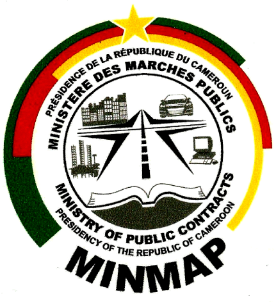 PRÉSIDENCE DE LA RÉPUBLIQUE DU CAMEROUN
MINISTERE DES MARCHES PUBLICS
MINISTRY OF PUBLIC CONTRACTS
PRESIDENCY OF THE REPUBLIC OF CAMEROON
MINMAP